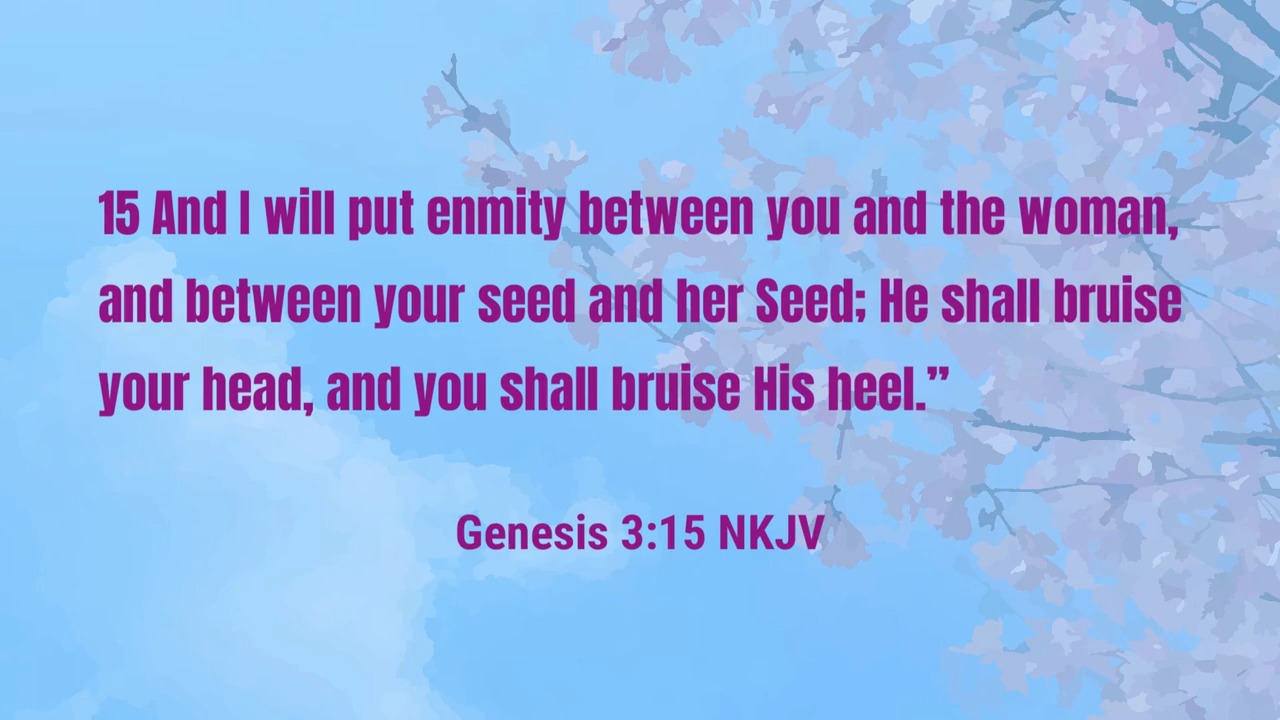 15 And I will put enmity between you and the woman,
and between your seed and her Seed; He shall bruise
your head, and you shall bruise His heel.”
Genesis 3:15 NKJV